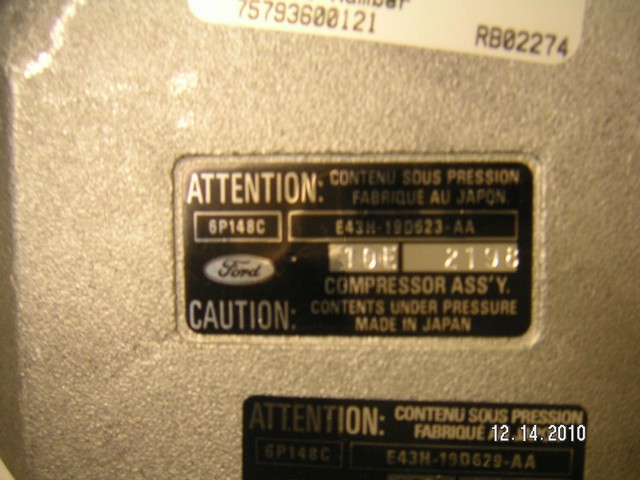 75793600121
RB02274
ATTENTION: CONTENU SOUS PRESSION
FABRIQUE AU JAPON.
6P148C E43H-19D623-AA
Ford 10E 2198
COMPRESSOR ASS'Y.
CAUTION: CONTENTS UNDER PRESSURE
MADE IN JAPAN
ATTENTION: CONTENU SOUS PRESSION
FABRIQUE AU
6P148C E43H-19D629-AA
12.14.2010